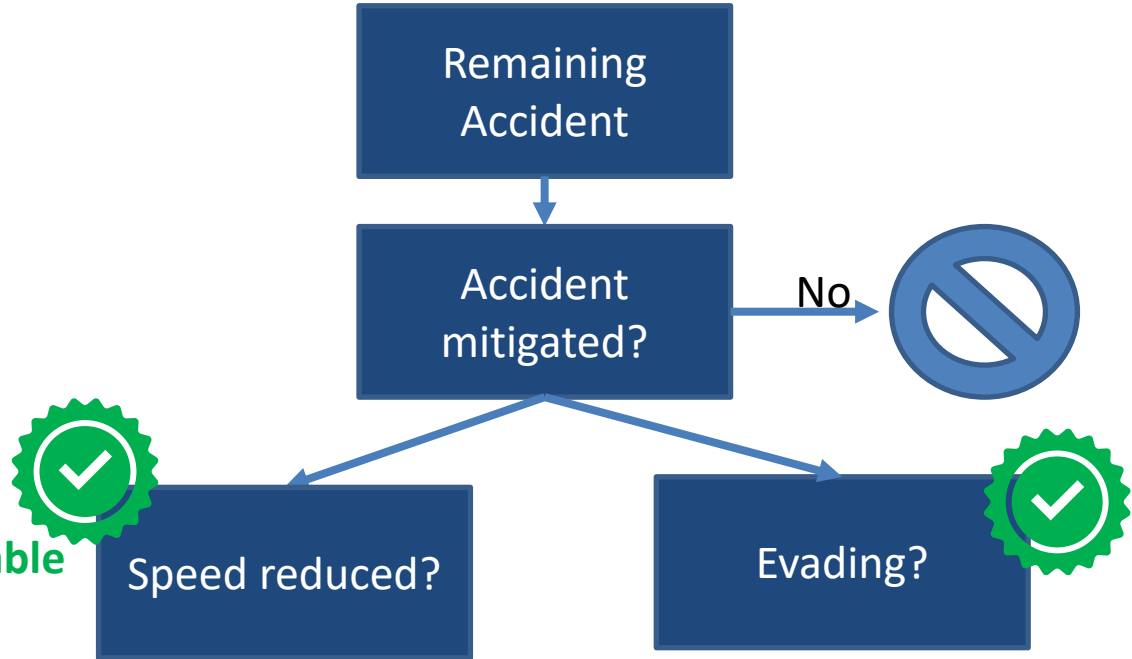 Remaining
Accident
Accident
mitigated?
No
Speed reduced?
Evading?